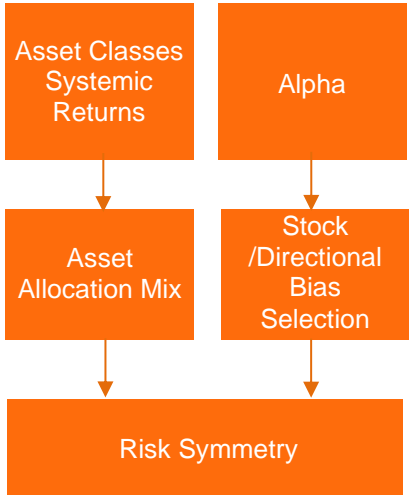 Asset Classes
Systemic
Returns
Alpha
Asset
Allocation Mix
Stock
/Directional
Bias
Selection
Risk Symmetry